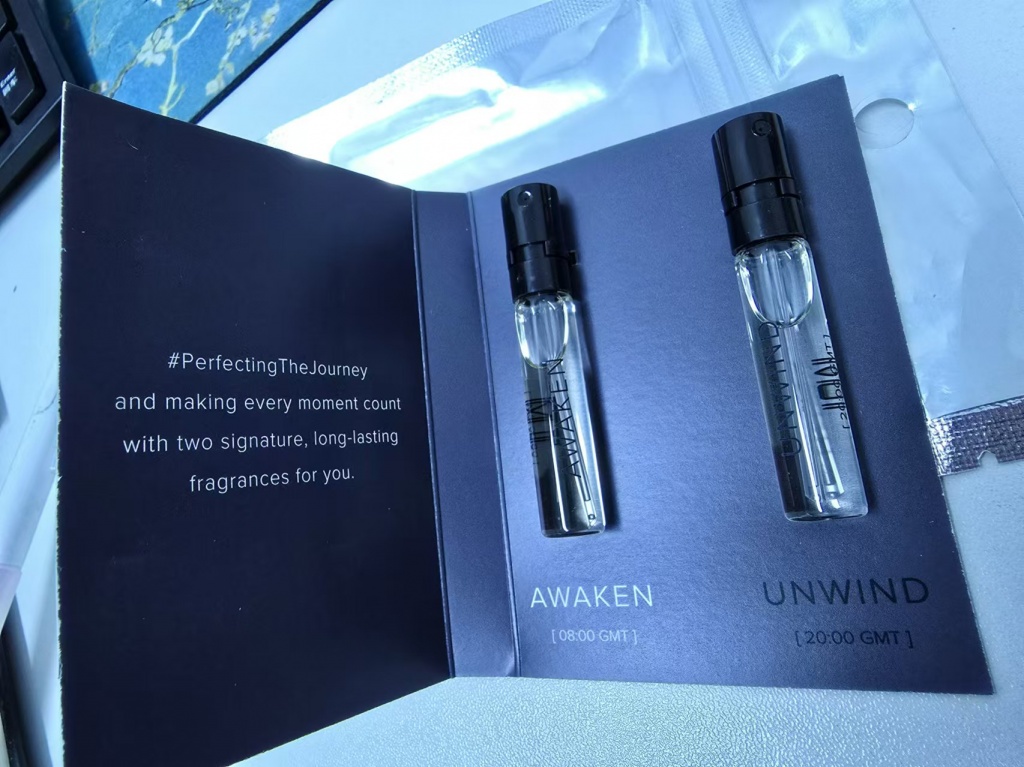 #PerfectingTheJourney
and making every moment count
with two signature, long-lasting
fragrances for you.
AWAKEN
UNWIND
AWAKEN
[ 08:00 GMT ]
UNWIND
[ 20:00 GMT ]